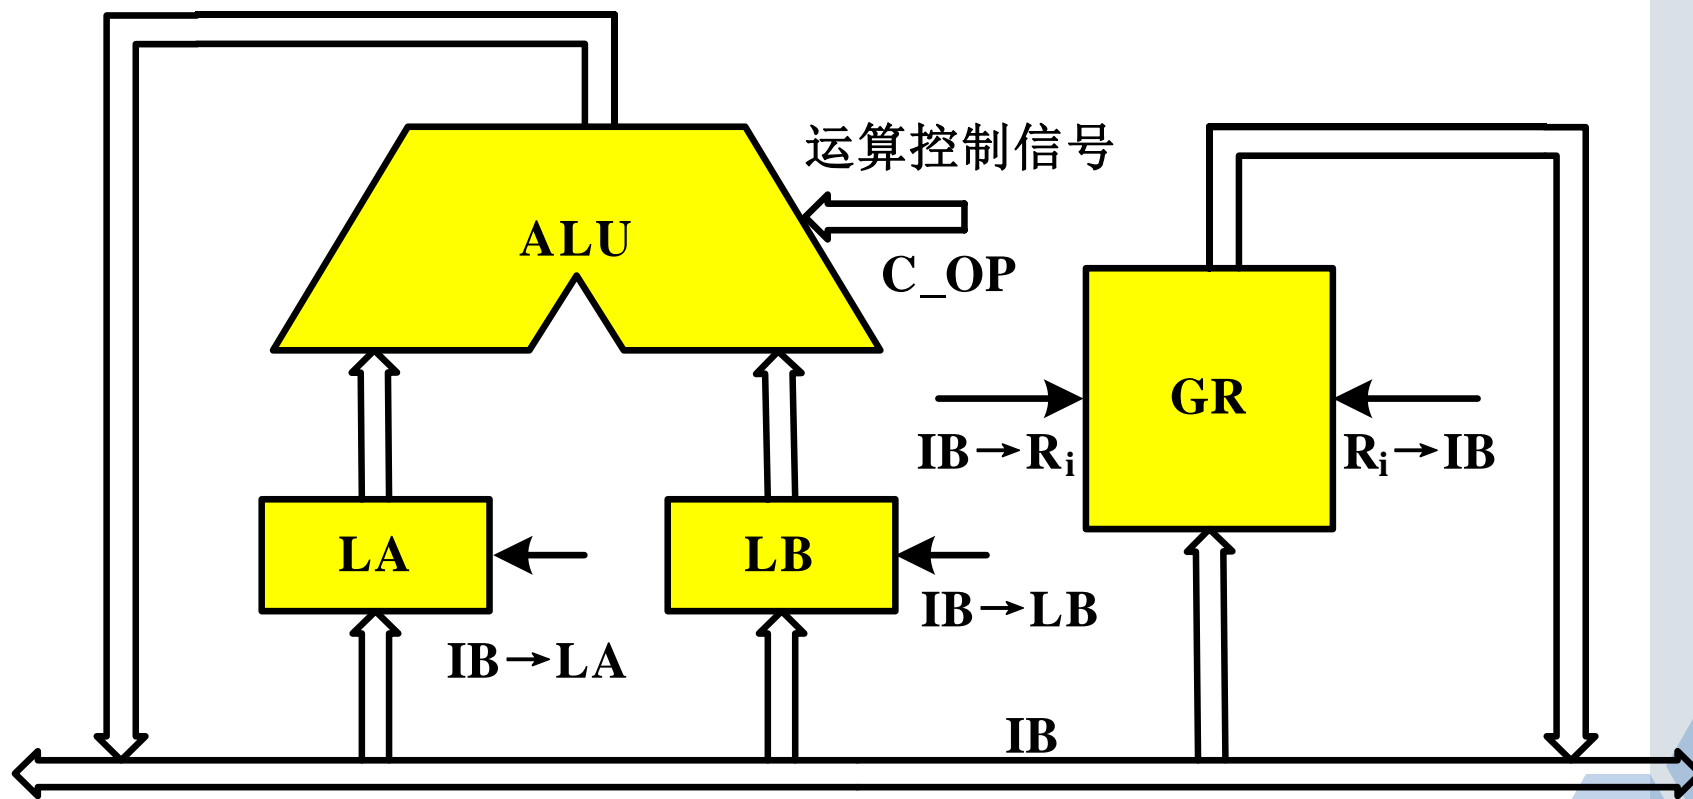 运算控制信号
ALU
C_OP
GR
IB→Ri
Ri→IB
LA
LB
IB→LB
IB→LA
IB